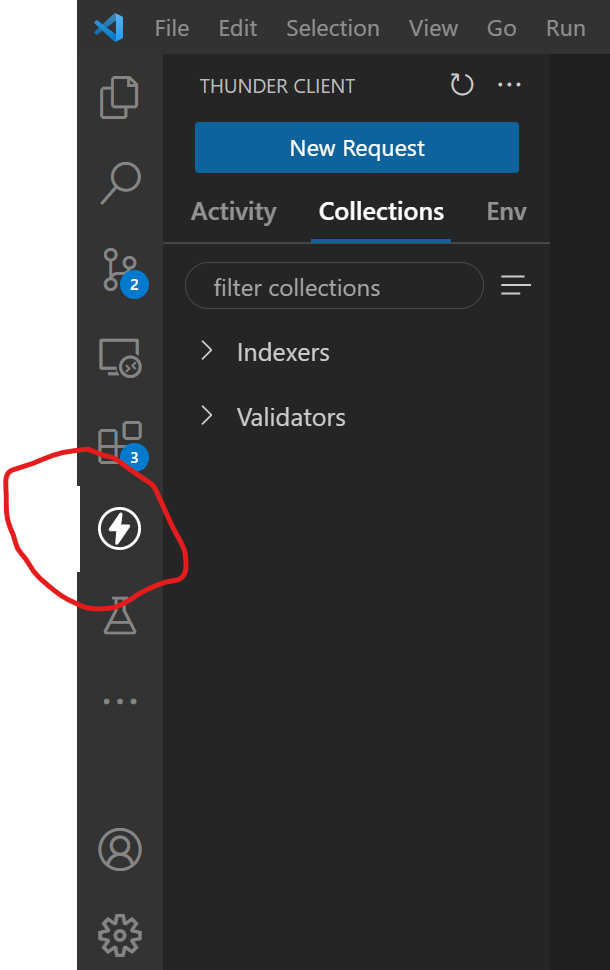 File Edit Selection View Go Run
THUNDER CLIENT
New Request
Activity Collections Env
filter collections
2
Indexers
Validators
3